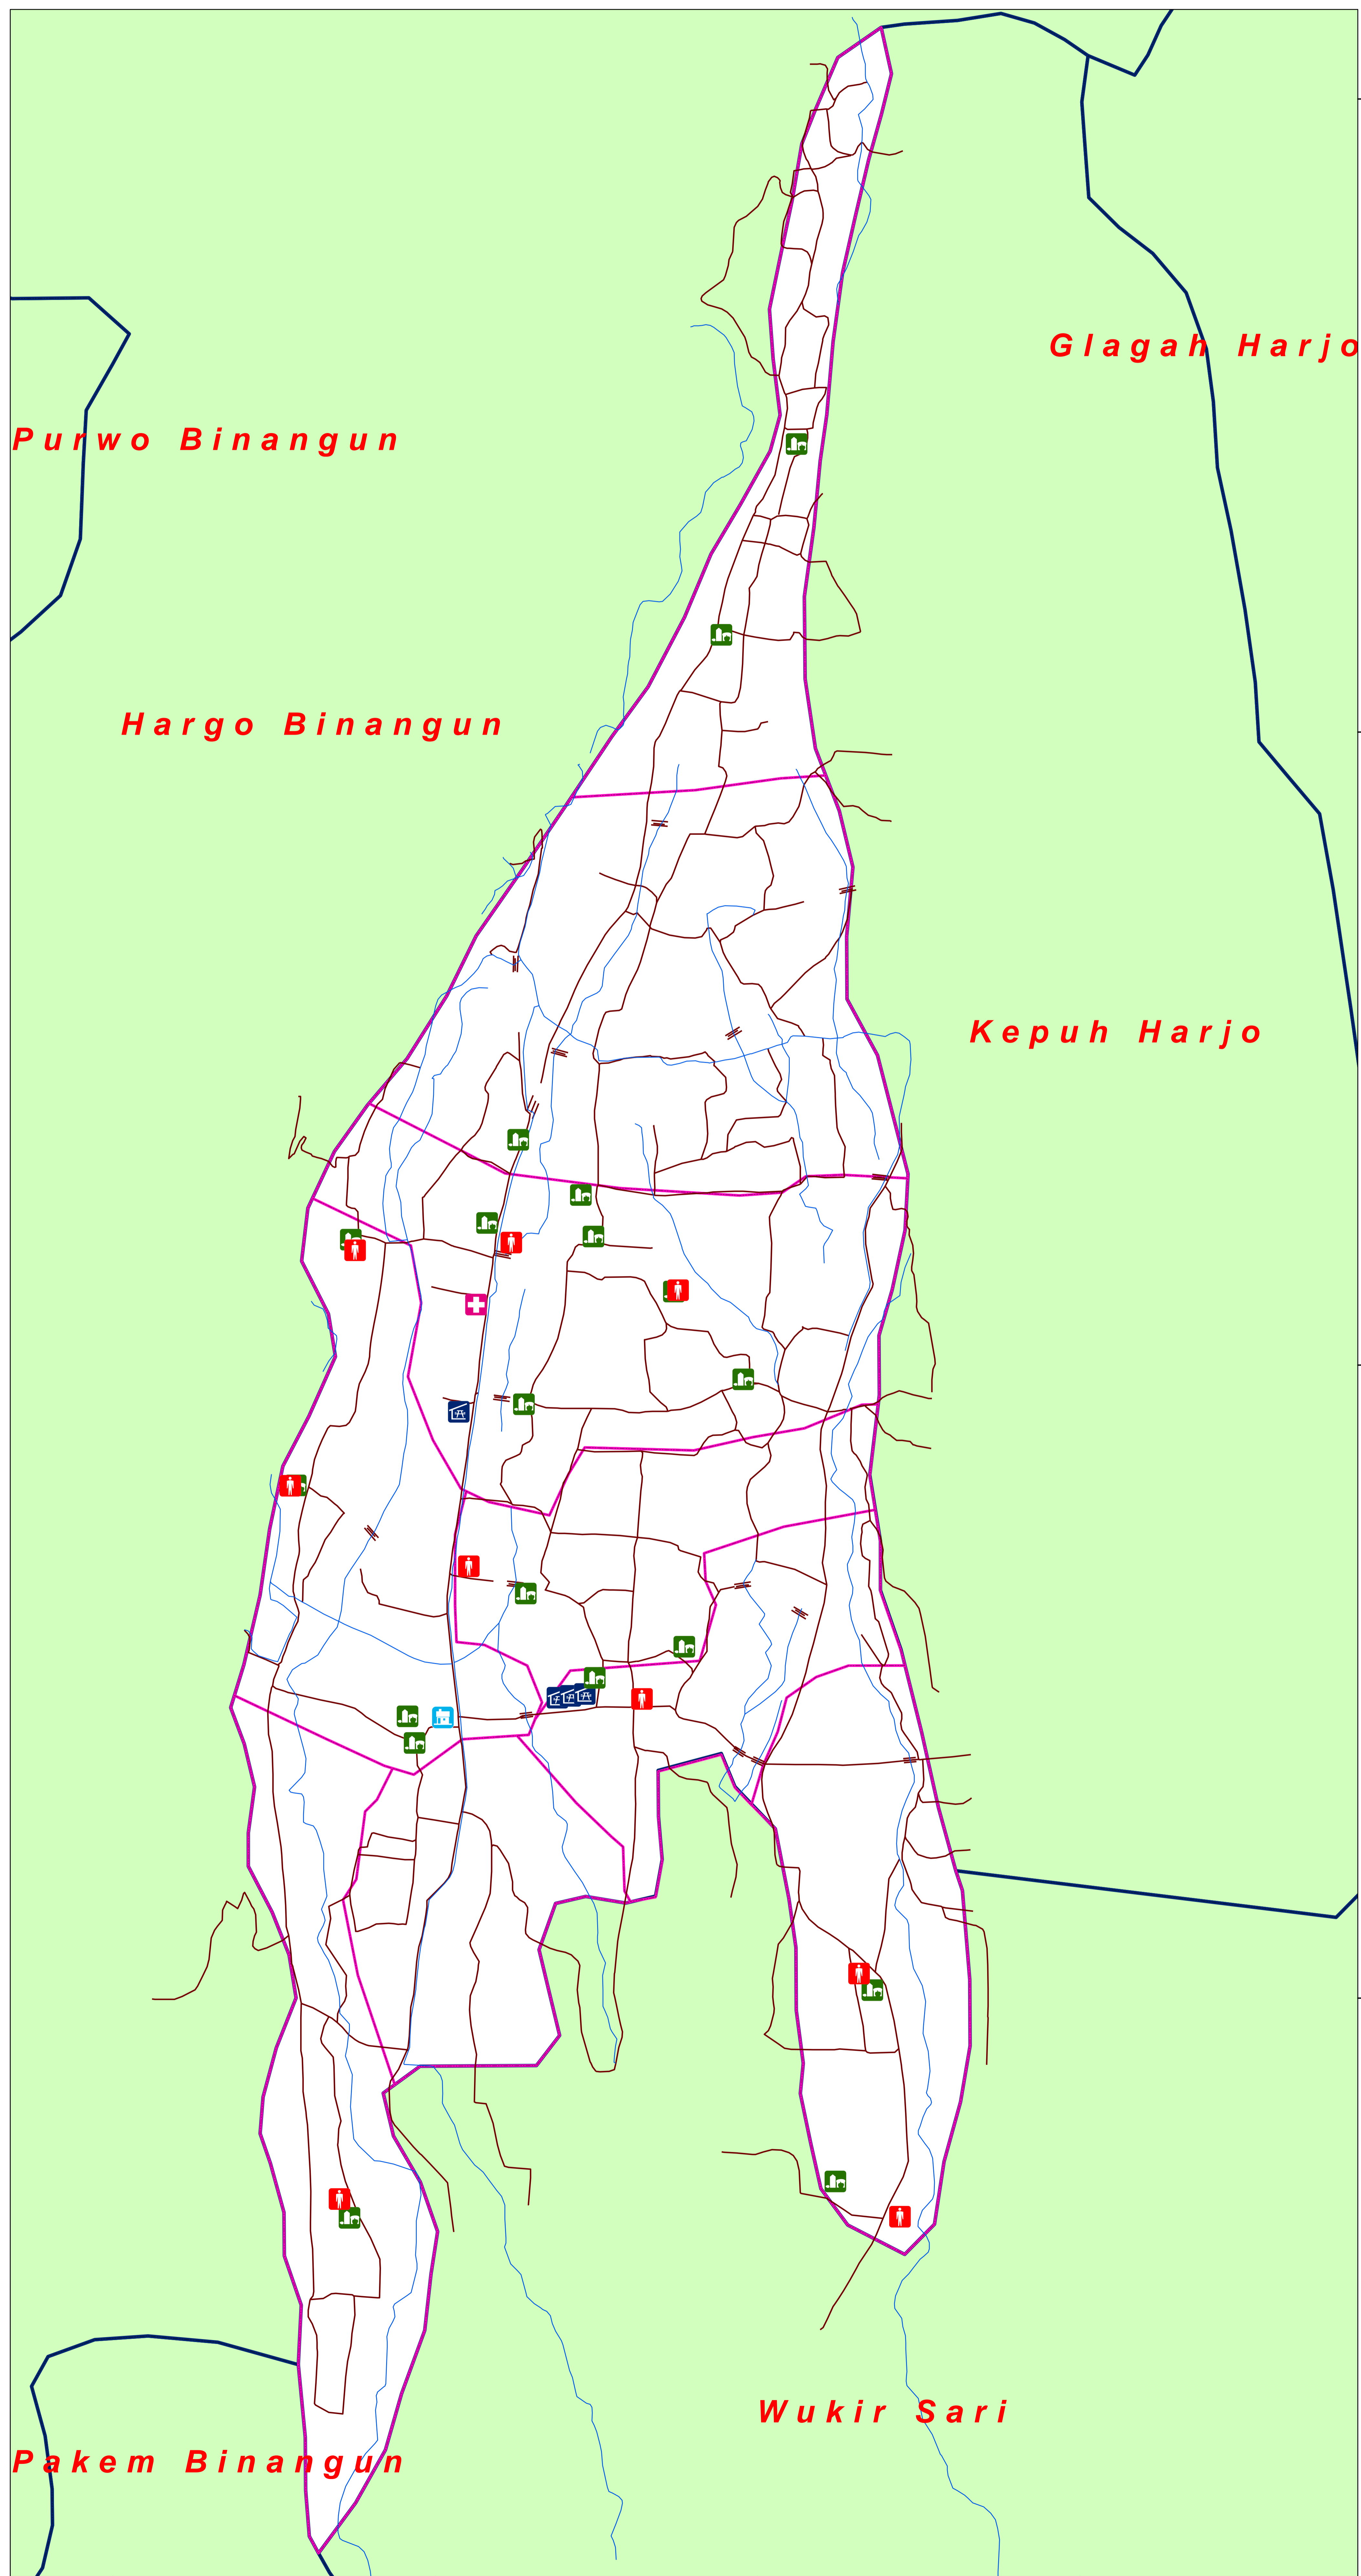 Glagah Harjo
Purwo Binangun
Hargo Binangun
Kepuh Harjo
Wukir Sari
Pakem Binangun